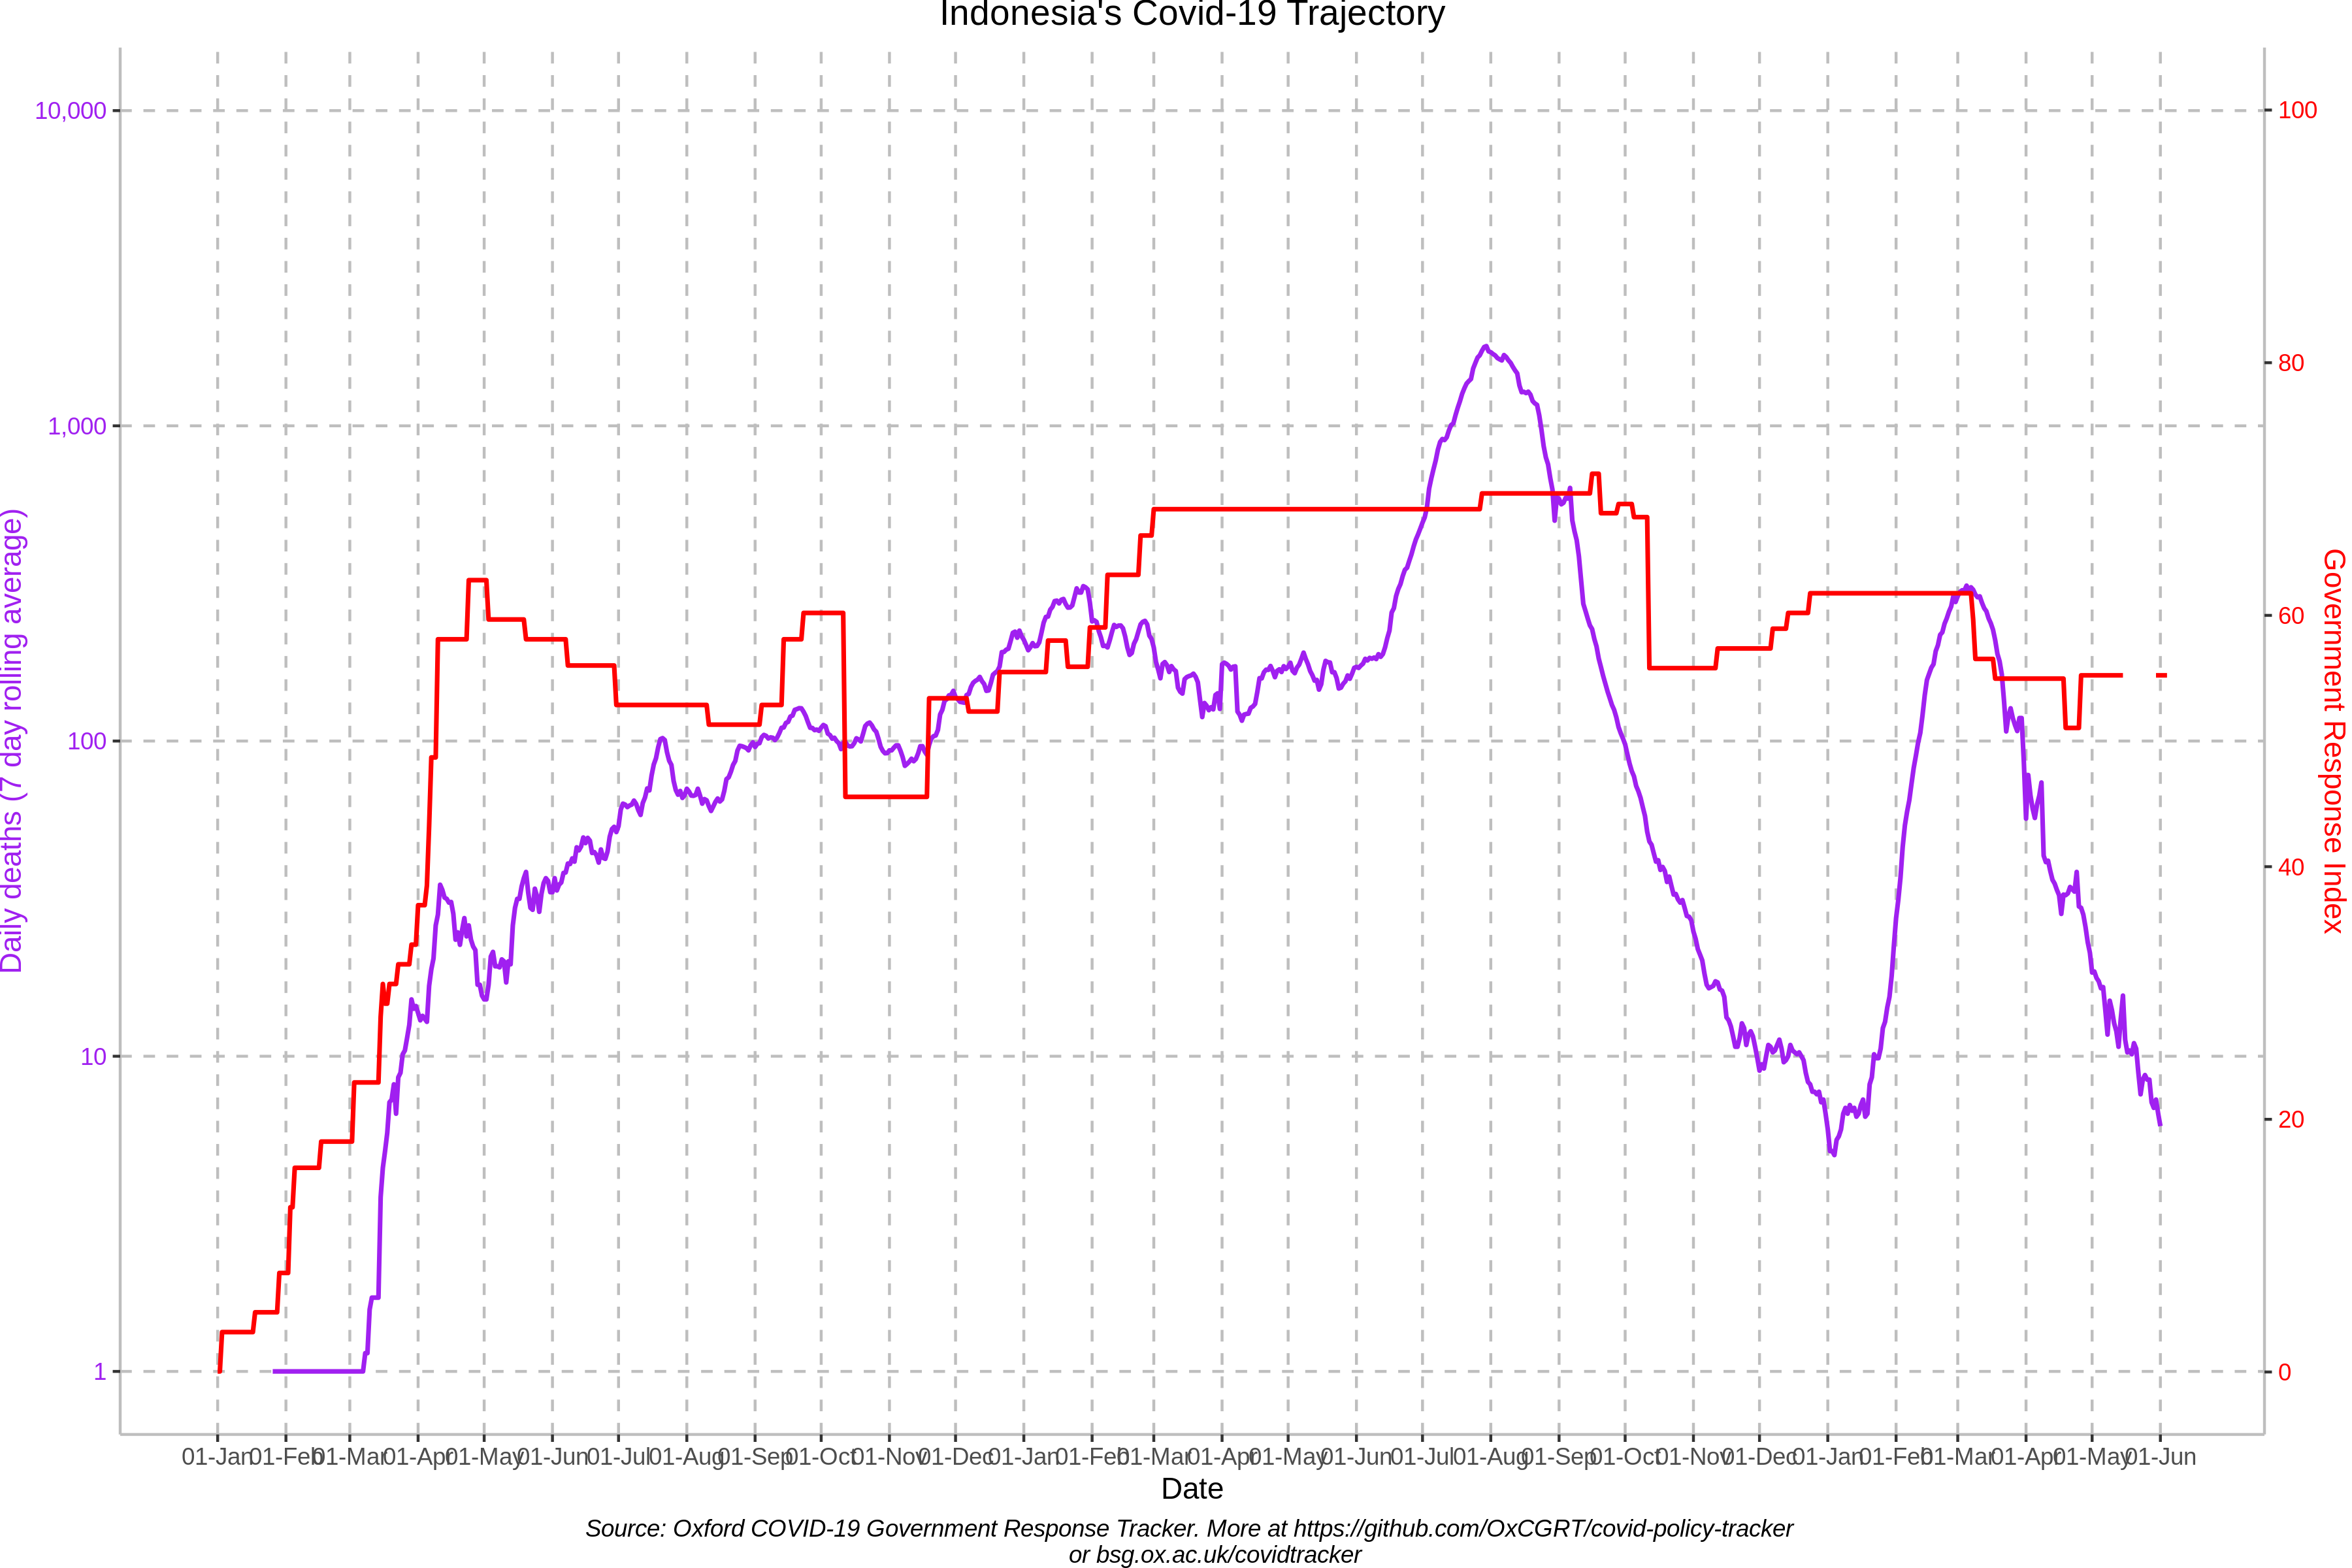 Indonesia's Covid-19 Trajectory
Daily deaths (7 day rolling average)
10,000
1,000
100
10
1
Government Response Index
100
80
60
40
20
0
01-Jan 01-Feb 01-Mar 01-Apr 01-May 01-Jun 01-Jul 01-Aug 01-Sep 01-Oct 01-Nov 01-Dec 01-Jan 01-Feb 01-Mar 01-Apr 01-May 01-Jun 01-Jul 01-Aug 01-Sep 01-Oct 01-Nov 01-Dec 01-Jan 01-Feb 01-Mar 01-Apr 01-May 01-Jun
Date
Source: Oxford COVID-19 Government Response Tracker. More at https://github.com/OxCGRT/covid-policy-tracker
or bsg.ox.ac.uk/covidtracker